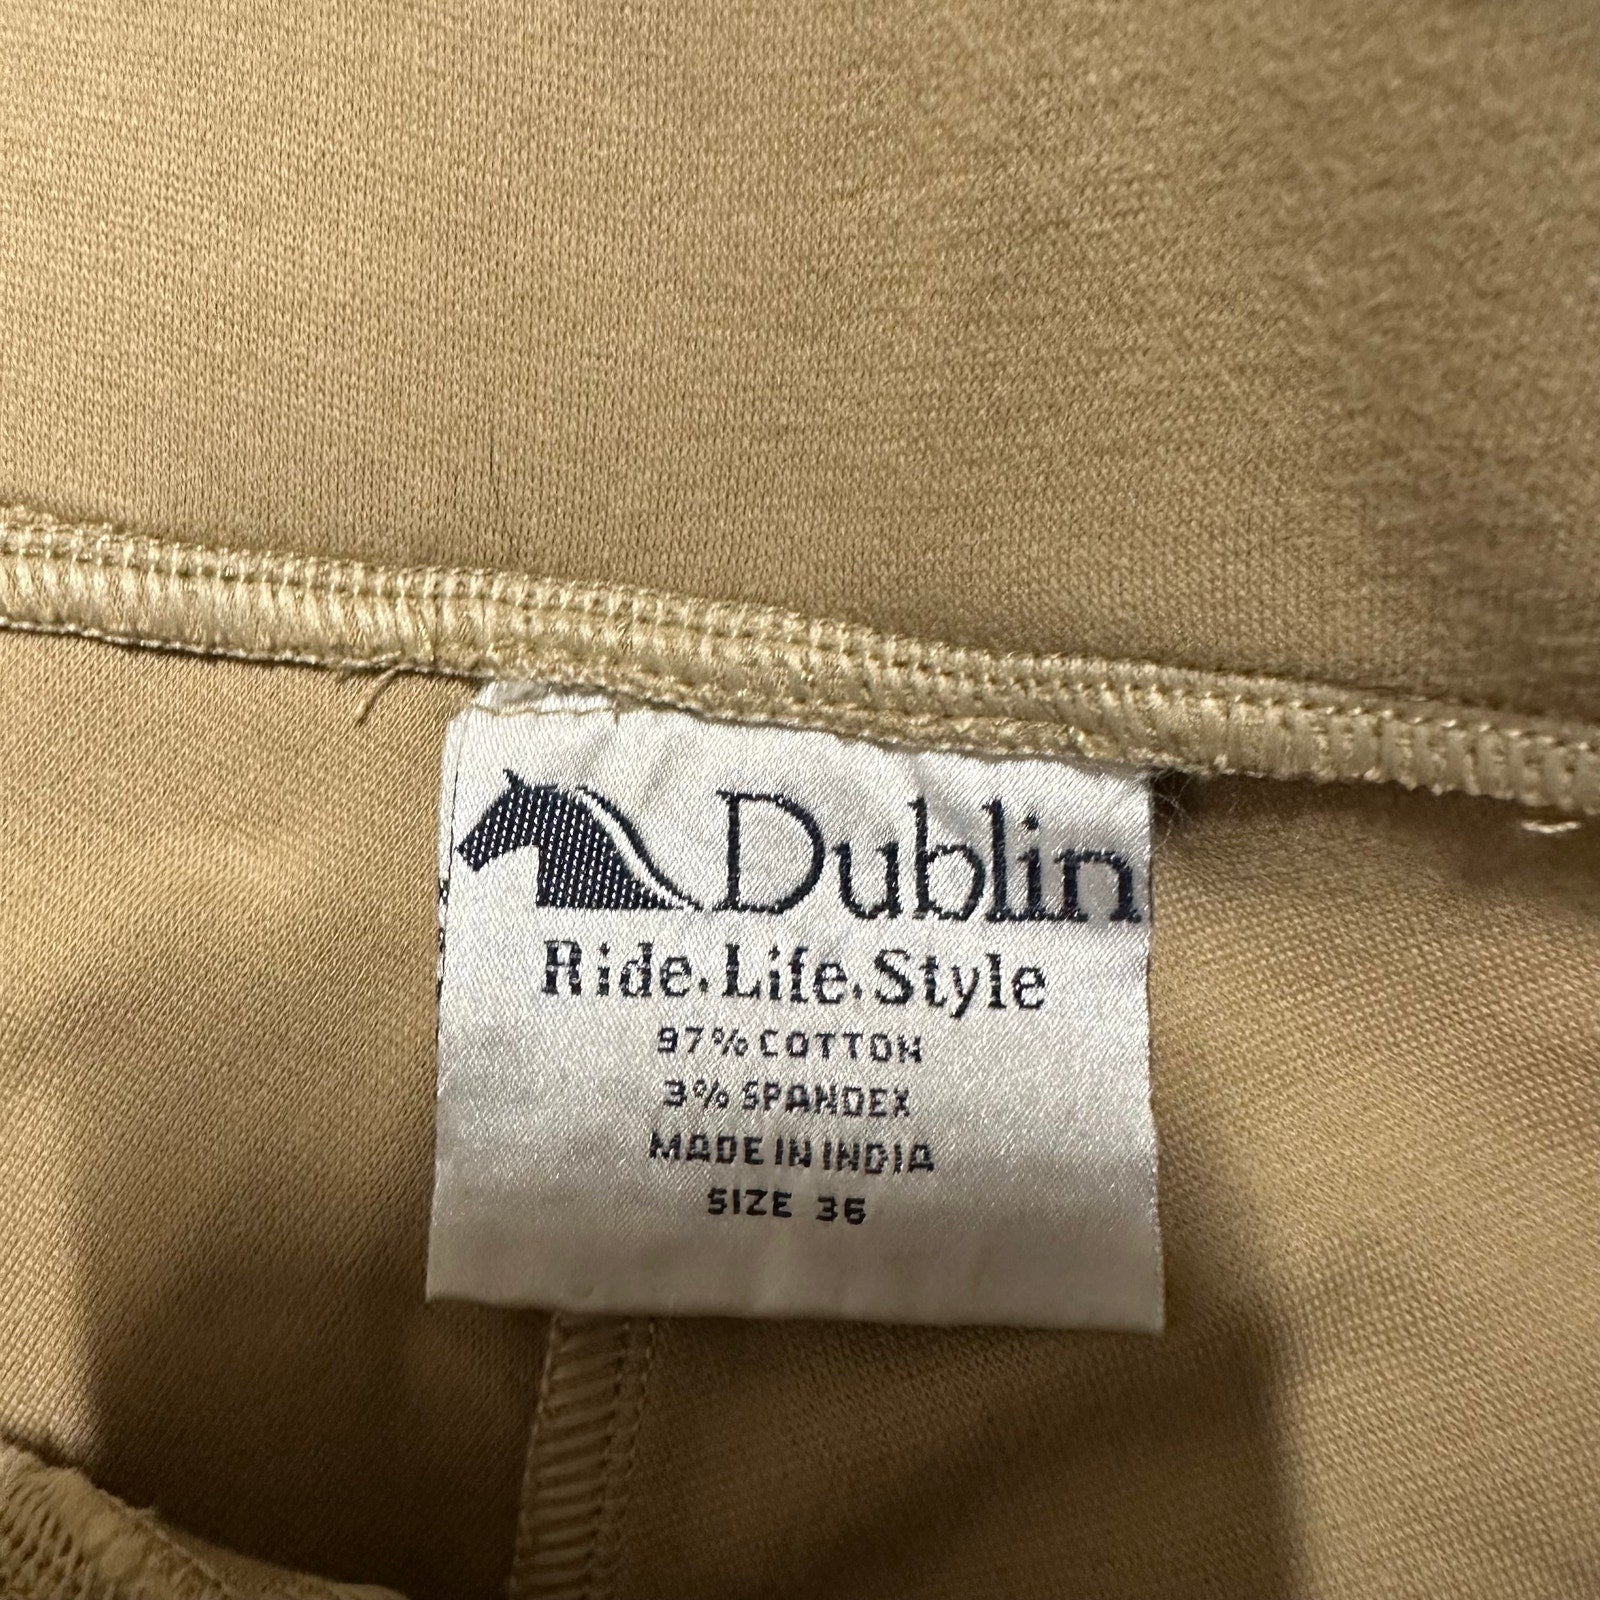 Dublin
Ride.Life.Style
97% COTTON
3% SPANDEX
MADE IN INDIA
SIZE 36